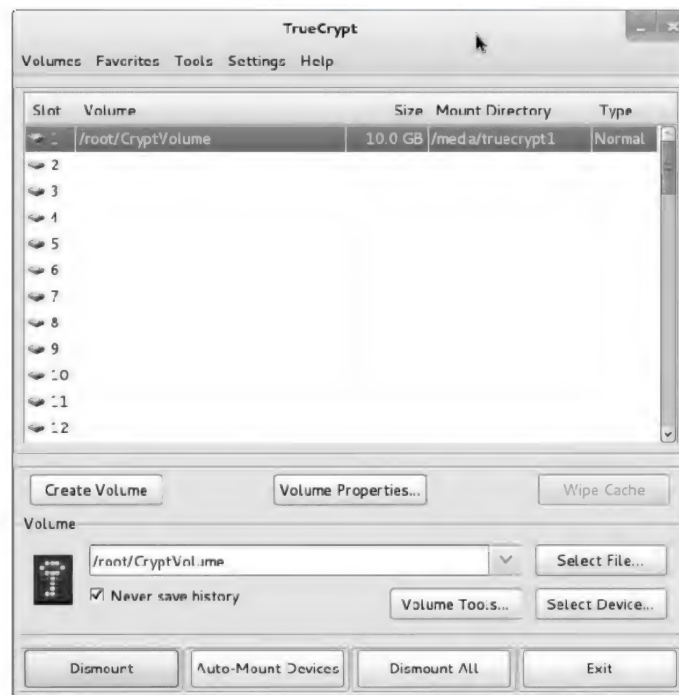 TrueCrypt
Volumes Favorites Tools Settings Help
Slot Volume Size Mount Directory Type
1 /root/CryptVolume 10.0 GB /media/truecrypt1 Normal
2
3
4
5
6
7
8
9
10
11
12
Create Volume Volume Properties... Wipe Cache
Volume
/root/CryptVolume Select File...
Never save history Volume Tools... Select Device...
Dismount Auto-Mount Devices Dismount All Exit